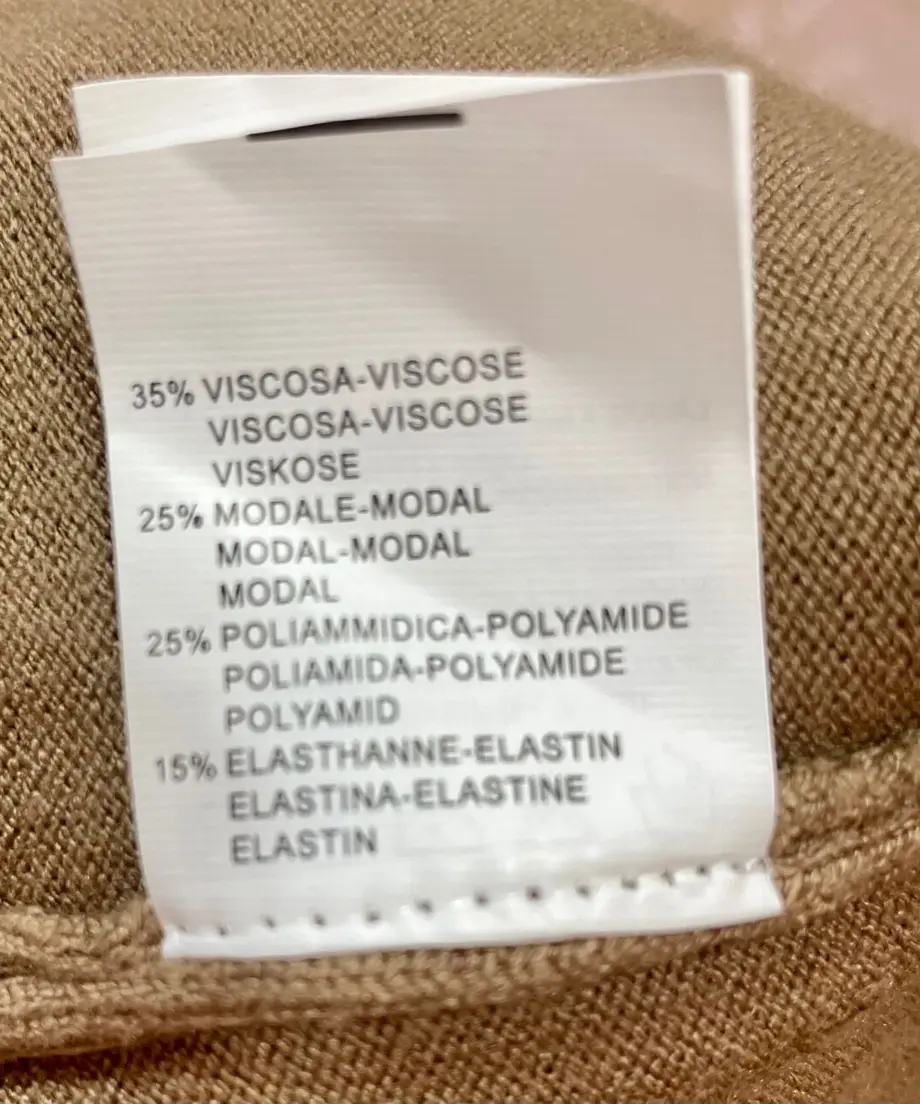 35% VISCOSA-VISCOSE
VISCOSA-VISCOSE
VISKOSE
25% MODALE-MODAL
MODAL-MODAL
MODAL
25% POLIAMMIDICA-POLYAMIDE
POLIAMIDA-POLYAMIDE
POLYAMID
15% ELASTHANNE-ELASTIN
ELASTINA-ELASTINE
ELASTIN